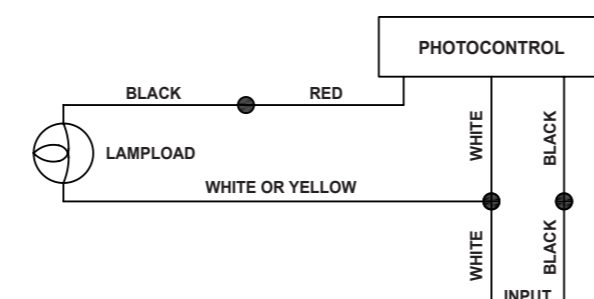 PHOTOCONTROL
BLACK
RED
LAMPLOAD
WHITE
BLACK
WHITE OR YELLOW
WHITE
BLACK
INPUT